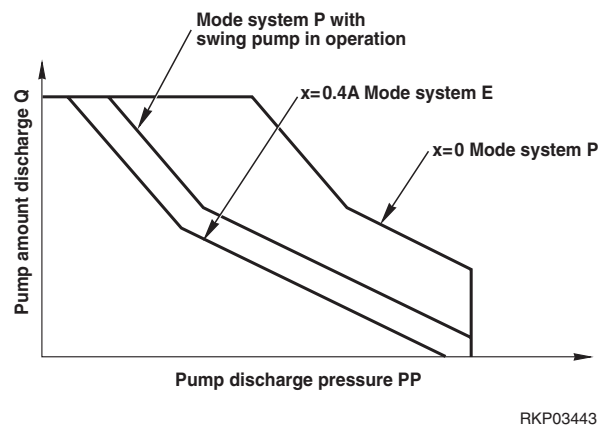 Mode system P with
swing pump in operation
x=0.4A Mode system E
x=0 Mode system P
Pump amount discharge Q
Pump discharge pressure PP
RKP03443